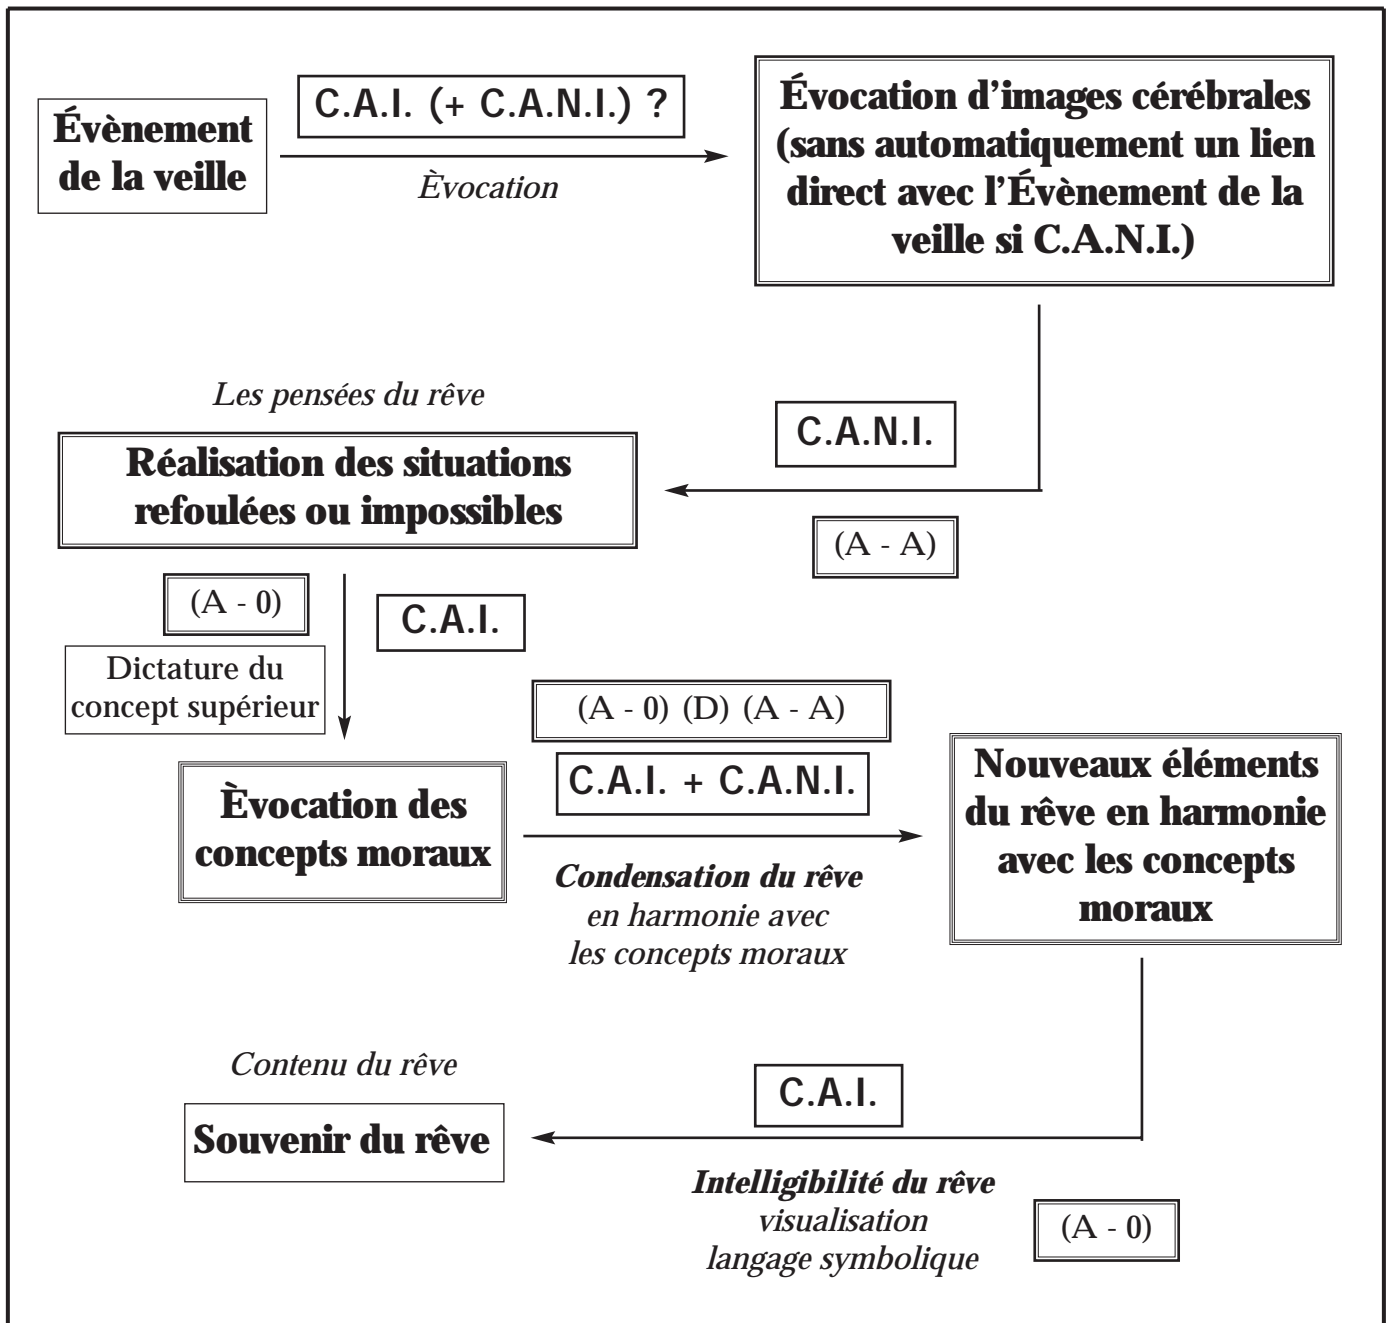 Évènement
de la veille
C.A.I. (+ C.A.N.I.) ?
Èvocation
Évocation d'images cérébrales
(sans automatiquement un lien
direct avec l'Évènement de la
veille si C.A.N.I.)
Les pensées du rêve
Réalisation des situations
refoulées ou impossibles
C.A.N.I.
(A - A)
(A - 0)
C.A.I.
Dictature du
concept supérieur
(A - 0) (D) (A - A)
C.A.I. + C.A.N.I.
Èvocation des
concepts moraux
Condensation du rêve
en harmonie avec
les concepts moraux
Nouveaux éléments
du rêve en harmonie
avec les concepts
moraux
Contenu du rêve
Souvenir du rêve
C.A.I.
Intelligibilité du rêve
visualisation
langage symbolique
(A - 0)